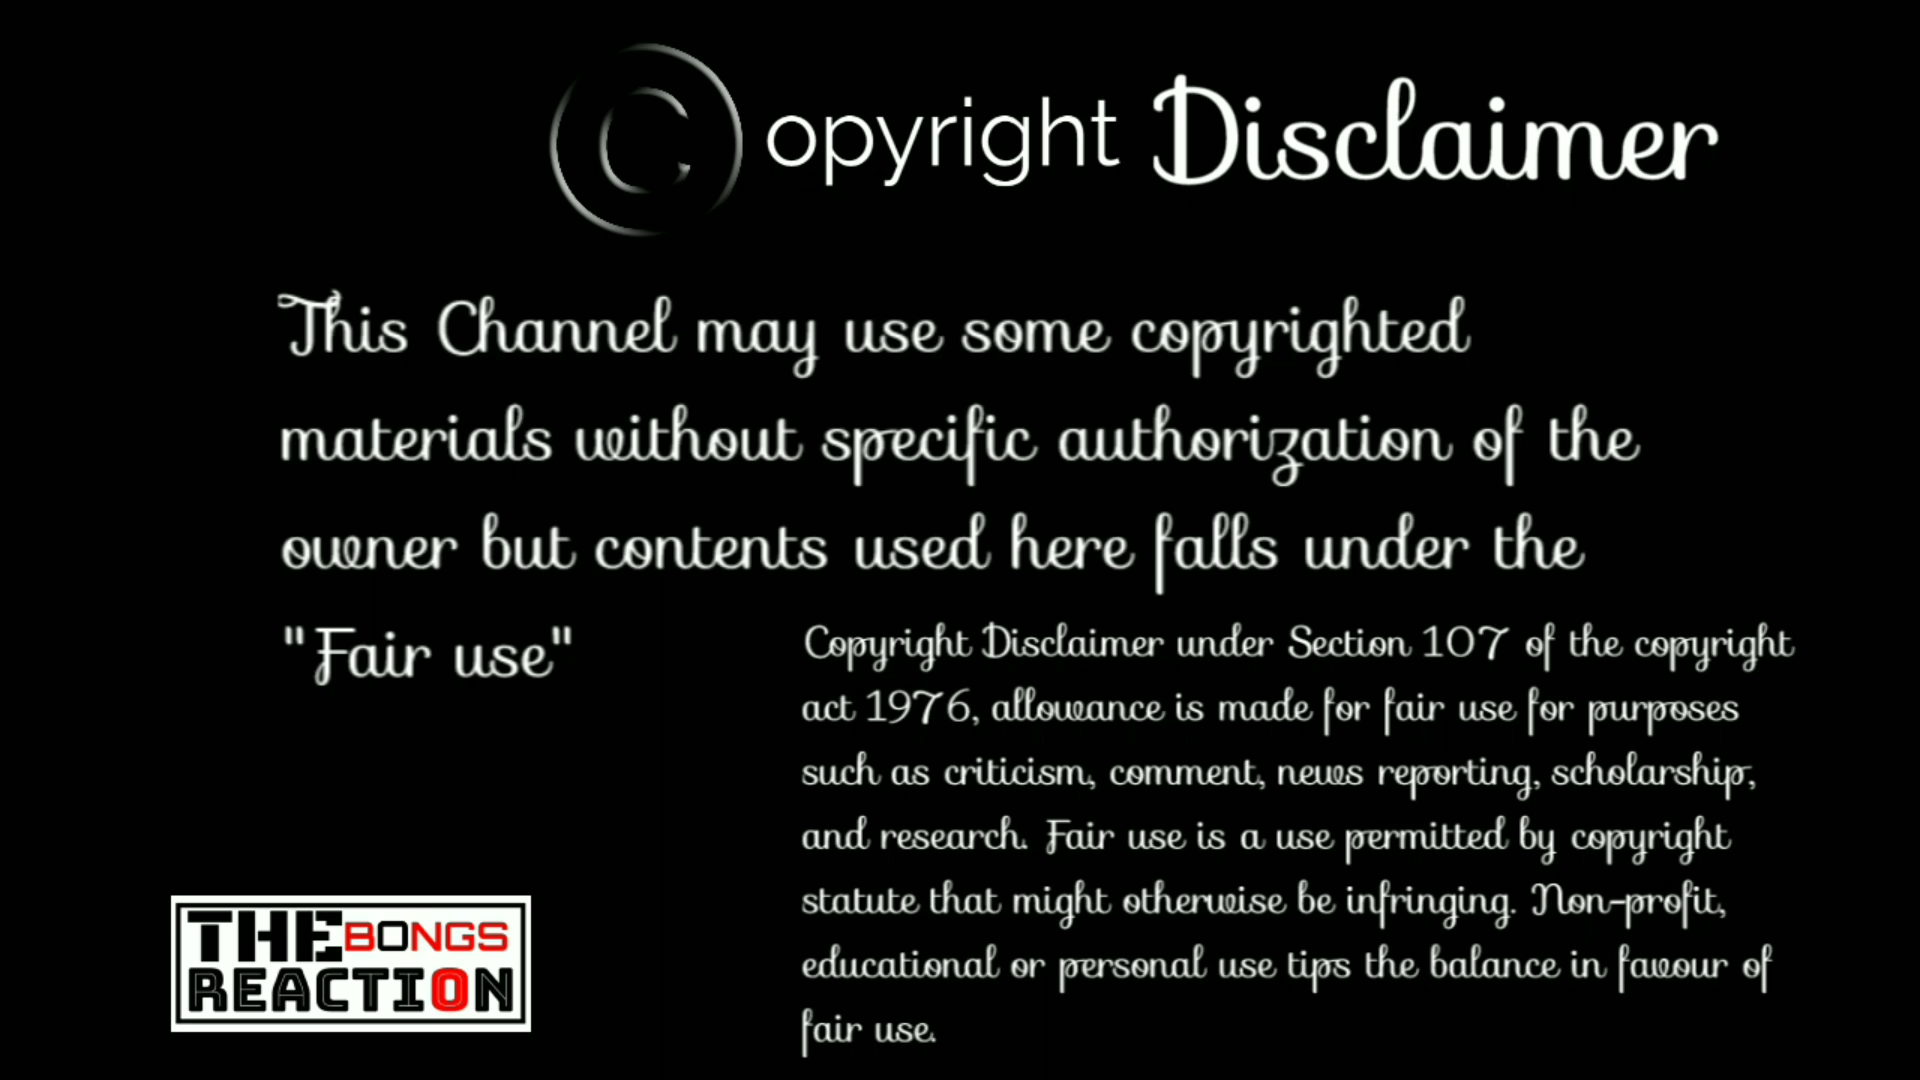 ©opyright Disclaimer
This Channel may use some copyrighted
materials without specific authorization of the
owner but contents used here falls under the
"Fair use"
Copyright Disclaimer under Section 107 of the copyright
act 1976, allowance is made for fair use for purposes
such as criticism, comment, news reporting, scholarship,
and research. Fair use is a use permitted by copyright
statute that might otherwise be infringing. Non-profit,
educational or personal use tips the balance in favour of
fair use.
THE BONGS
REACTION